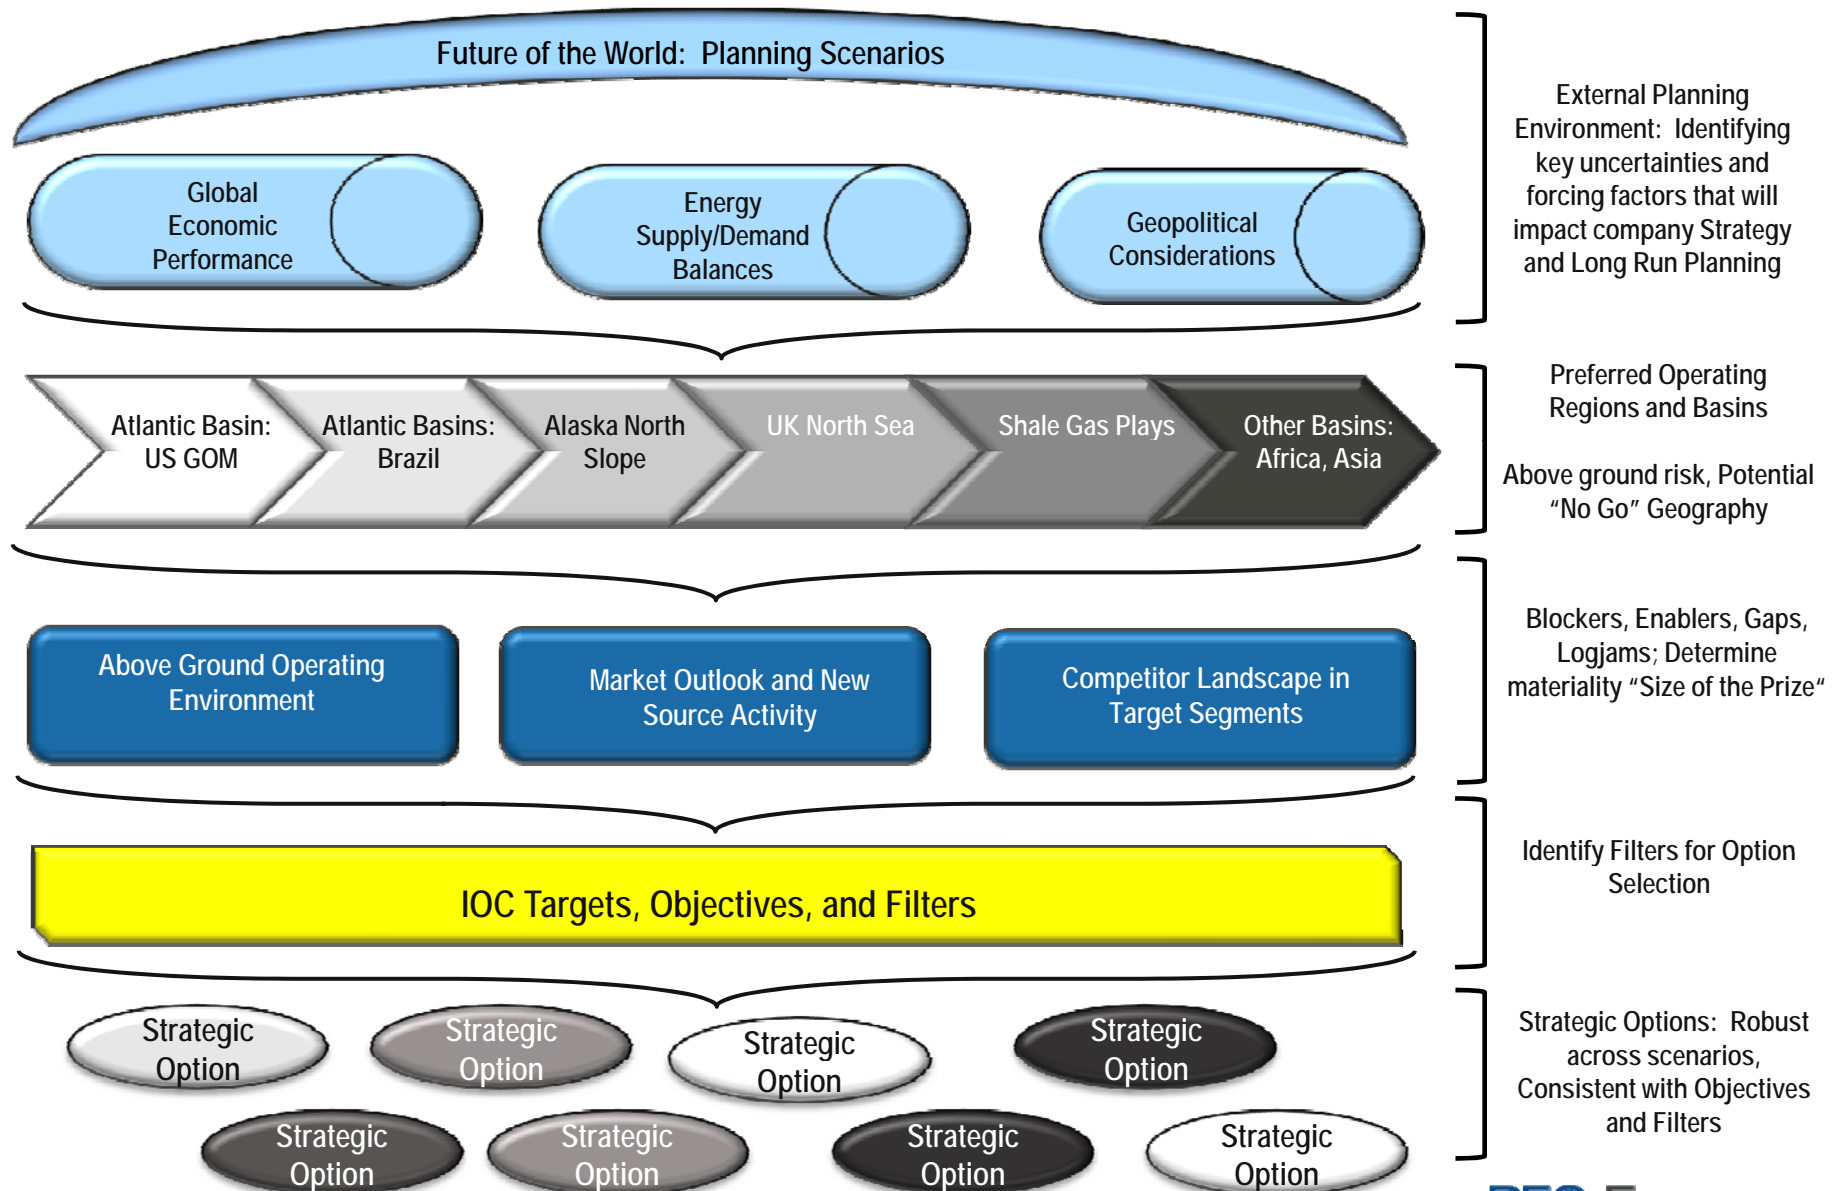 Future of the World: Planning Scenarios
Global
Economic
Performance
Energy
Supply/Demand
Balances
Geopolitical
Considerations
External Planning
Environment: Identifying
key uncertainties and
forcing factors that will
impact company Strategy
and Long Run Planning
Atlantic Basin:
US GOM
Atlantic Basins:
Brazil
Alaska North
Slope
UK North Sea
Shale Gas Plays
Other Basins:
Africa, Asia
Preferred Operating
Regions and Basins
Above ground risk, Potential
“No Go” Geography
Above Ground Operating
Environment
Market Outlook and New
Source Activity
Competitor Landscape in
Target Segments
Blockers, Enablers, Gaps,
Logjams; Determine
materiality “Size of the Prize“
IOC Targets, Objectives, and Filters
Identify Filters for Option
Selection
Strategic
Option
Strategic
Option
Strategic
Option
Strategic
Option
Strategic
Option
Strategic
Option
Strategic
Option
Strategic
Option
Strategic Options: Robust
across scenarios,
Consistent with Objectives
and Filters